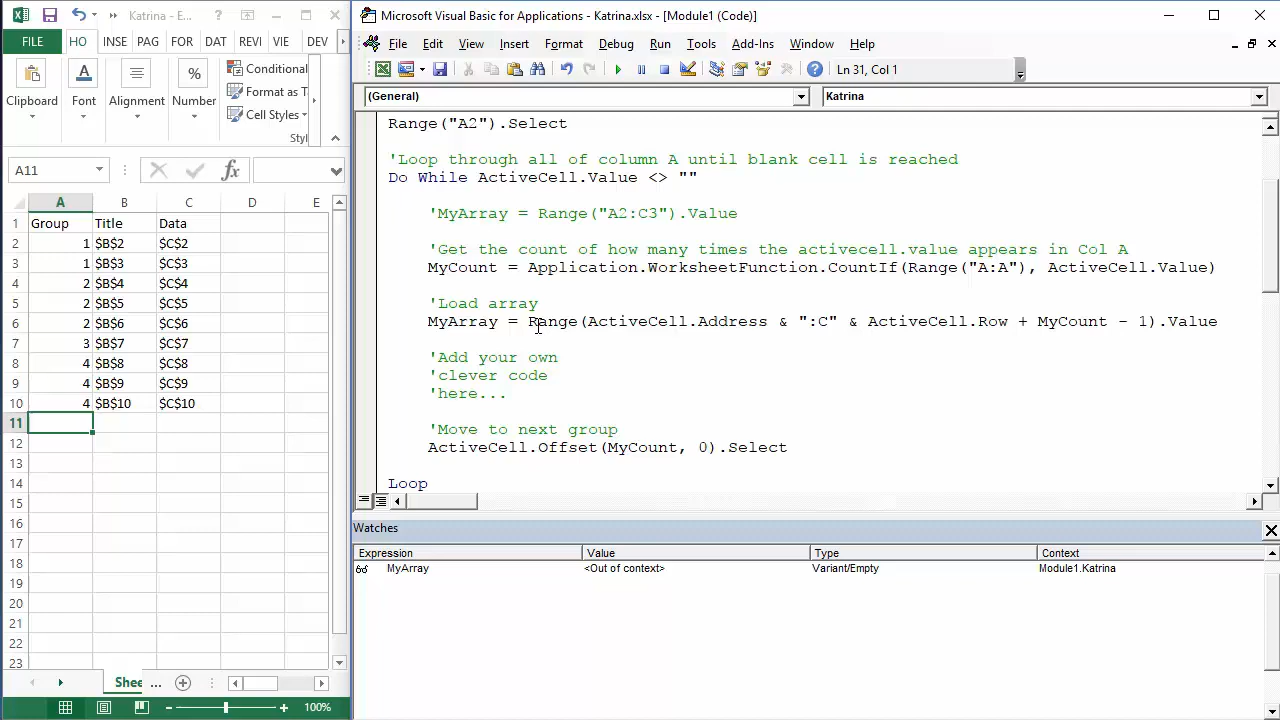 Katrina - E...
FILE HO INSE PAG FOR DAT REVI VIE DEV
Clipboard
Font
Alignment
Number
Conditional
Format as T
Cell Styles
Styl
A11
A B C D E
1 Group Title Data
2 1 $B$2 $C$2
3 1 $B$3 $C$3
4 2 $B$4 $C$4
5 2 $B$5 $C$5
6 2 $B$6 $C$6
7 3 $B$7 $C$7
8 4 $B$8 $C$8
9 4 $B$9 $C$9
10 4 $B$10 $C$10
11
12
13
14
15
16
17
18
19
20
21
22
23
Shee ...
100%
Microsoft Visual Basic for Applications - Katrina.xlsx - [Module1 (Code)]
File Edit View Insert Format Debug Run Tools Add-Ins Window Help
Ln 31, Col 1
(General) Katrina
Range("A2").Select
'Loop through all of column A until blank cell is reached
Do While ActiveCell.Value <> ""
'MyArray = Range("A2:C3").Value
'Get the count of how many times the activecell.value appears in Col A
MyCount = Application.WorksheetFunction.CountIf(Range("A:A"), ActiveCell.Value)
'Load array
MyArray = Range(ActiveCell.Address & ":C" & ActiveCell.Row + MyCount - 1).Value
'Add your own
'clever code
'here...
'Move to next group
ActiveCell.Offset(MyCount, 0).Select
Loop
Watches
Expression Value Type Context
MyArray <Out of context> Variant/Empty Module1.Katrina